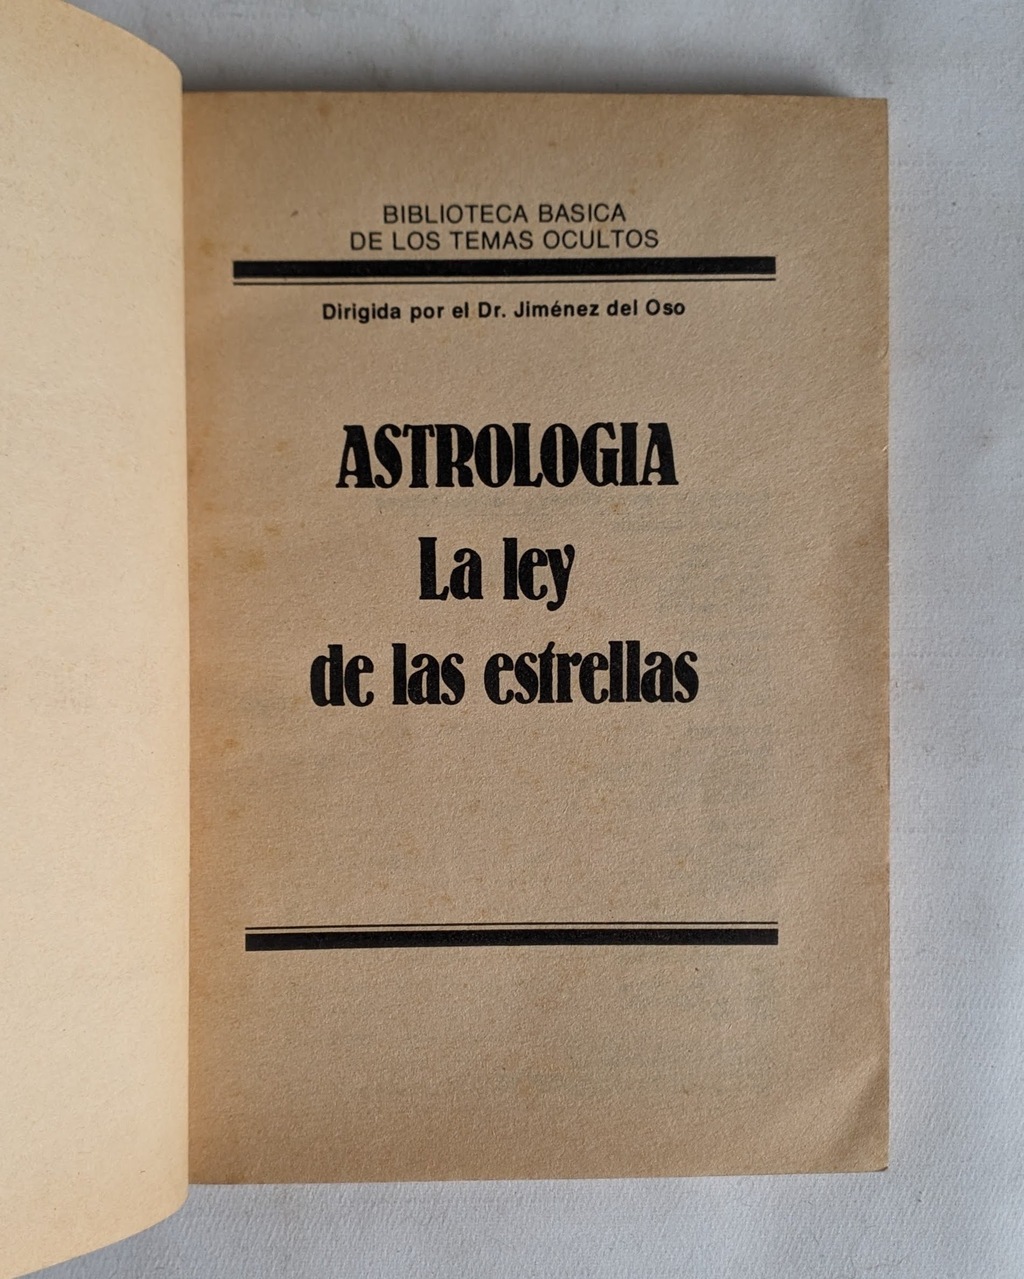 BIBLIOTECA BASICA
DE LOS TEMAS OCULTOS
Dirigida por el Dr. Jiménez del Oso
ASTROLOGIA
La ley
de las estrellas